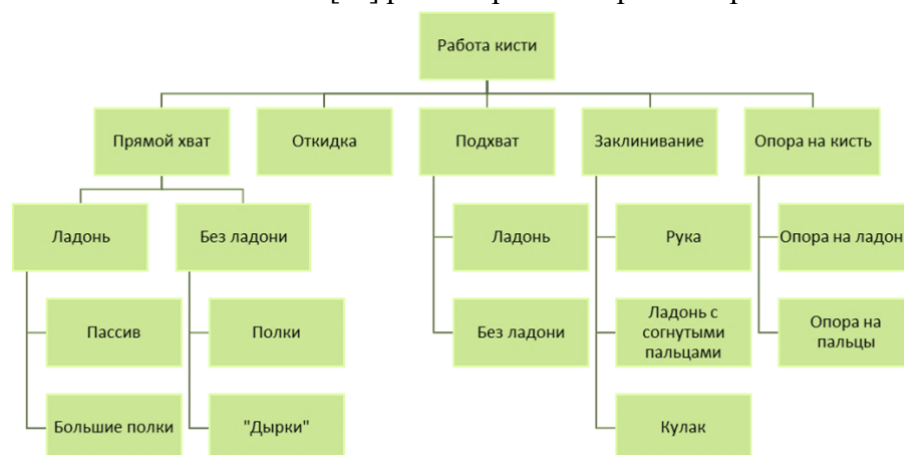 Работа кисти
Прямой хват
Откидка
Подхват
Заклинивание
Опора на кисть
Ладонь
Без ладони
Ладонь
Рука
Опора на ладон
Пассив
Полки
Без ладони
Ладонь с
согнутыми
пальцами
Опора на
пальцы
Большие полки
"Дырки"
Кулак